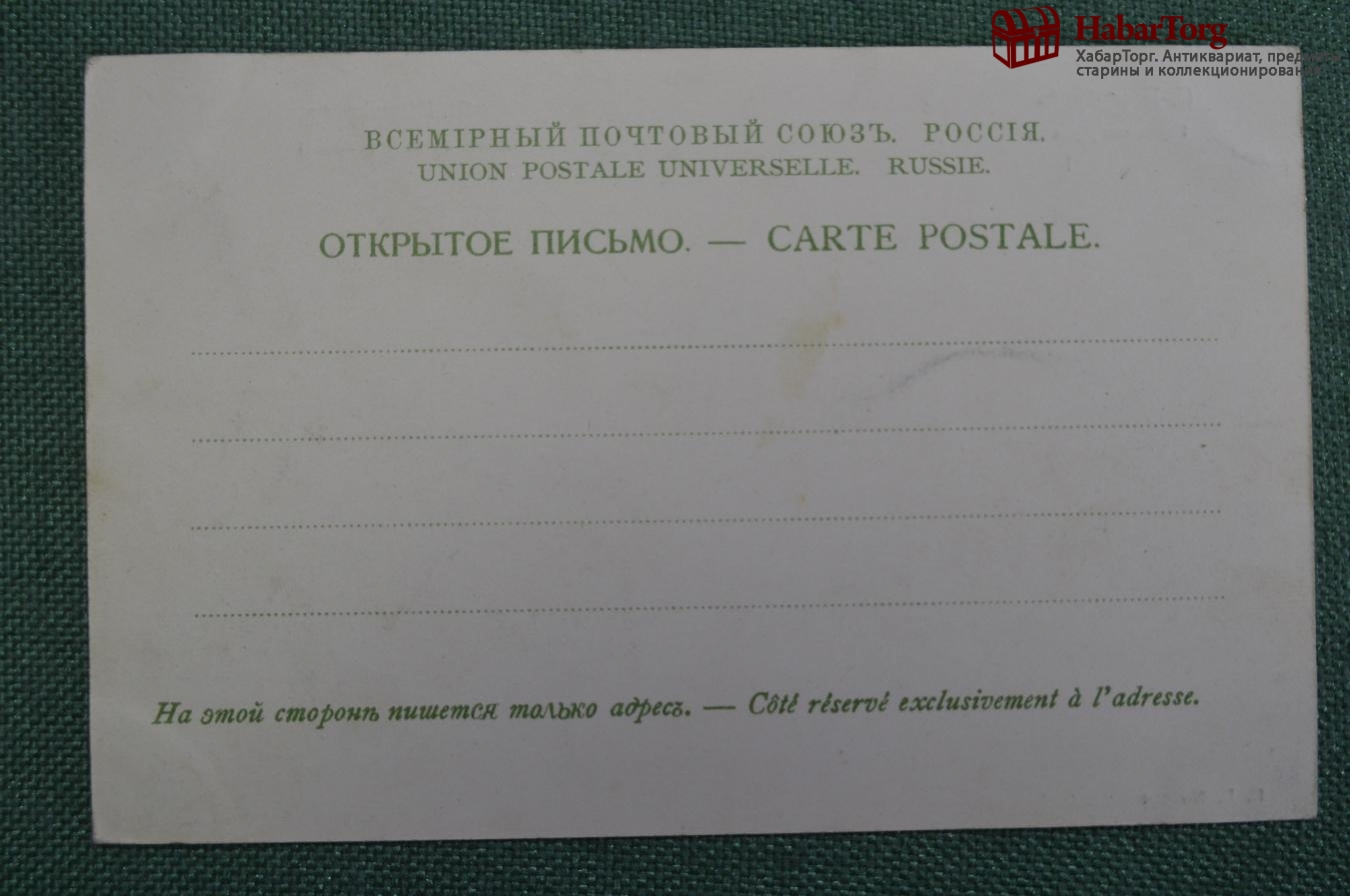 HabarTorg
ХабарТорг. Антиквариат, предметы
старины и коллекционирования
ВСЕМІРНЫЙ ПОЧТОВЫЙ СОЮЗЪ. РОССІЯ.
UNION POSTALE UNIVERSELLE. RUSSIE.
ОТКРЫТОЕ ПИСЬМО. — CARTE POSTALE.
На этой сторонѣ пишется только адресъ. — Côté réservé exclusivement à l'adresse.